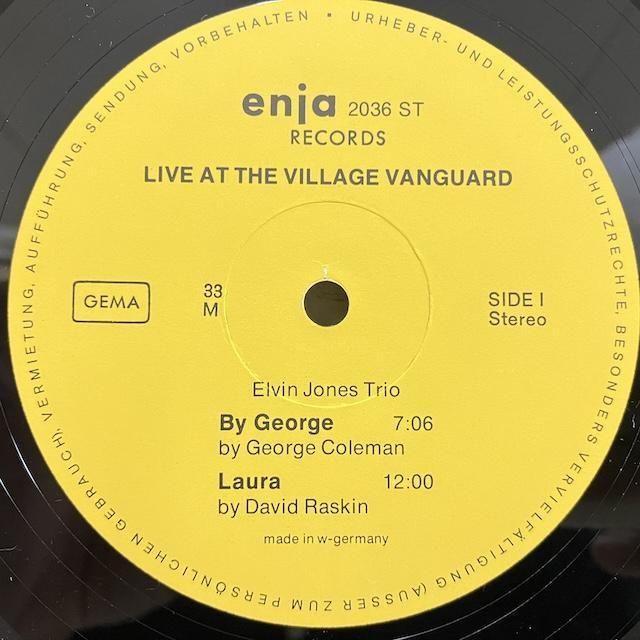 URHEBER- UND LEISTUNGSSCHUTZRECHTE, BESONDERS VERVIELFÄLTIGUNG (AUSSER ZUM PERSÖNLICHEN GEBRAUCH), VERMIETUNG, AUFFÜHRUNG, SENDUNG, VORBEHALTEN
enja 2036 ST
RECORDS
LIVE AT THE VILLAGE VANGUARD
GEMA
33
M
SIDE I
Stereo
Elvin Jones Trio
By George 7:06
by George Coleman
Laura 12:00
by David Raskin
made in w-germany